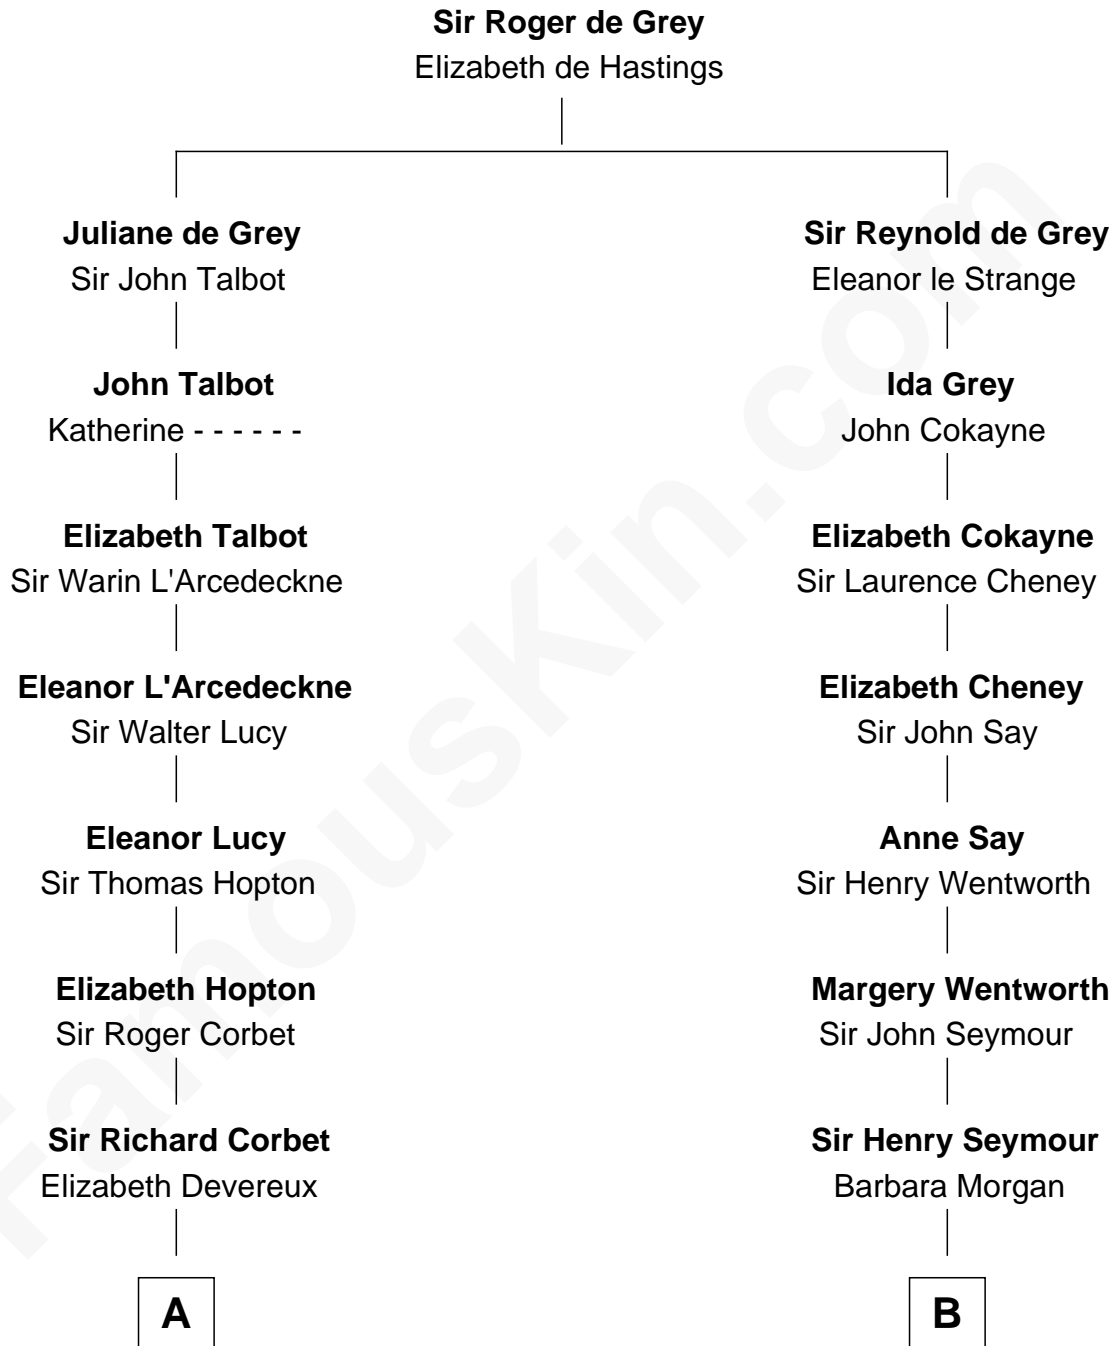 Sir Roger de Grey
Elizabeth de Hastings
Juliane de Grey
Sir John Talbot
Sir Reynold de Grey
Eleanor le Strange
John Talbot
Katherine - - - - - -
Ida Grey
John Cokayne
Elizabeth Talbot
Sir Warin L'Arcedeckne
Elizabeth Cokayne
Sir Laurence Cheney
Eleanor L'Arcedeckne
Sir Walter Lucy
Elizabeth Cheney
Sir John Say
Eleanor Lucy
Sir Thomas Hopton
Anne Say
Sir Henry Wentworth
Elizabeth Hopton
Sir Roger Corbet
Margery Wentworth
Sir John Seymour
Sir Richard Corbet
Elizabeth Devereux
Sir Henry Seymour
Barbara Morgan
A
B
FamousKin.com